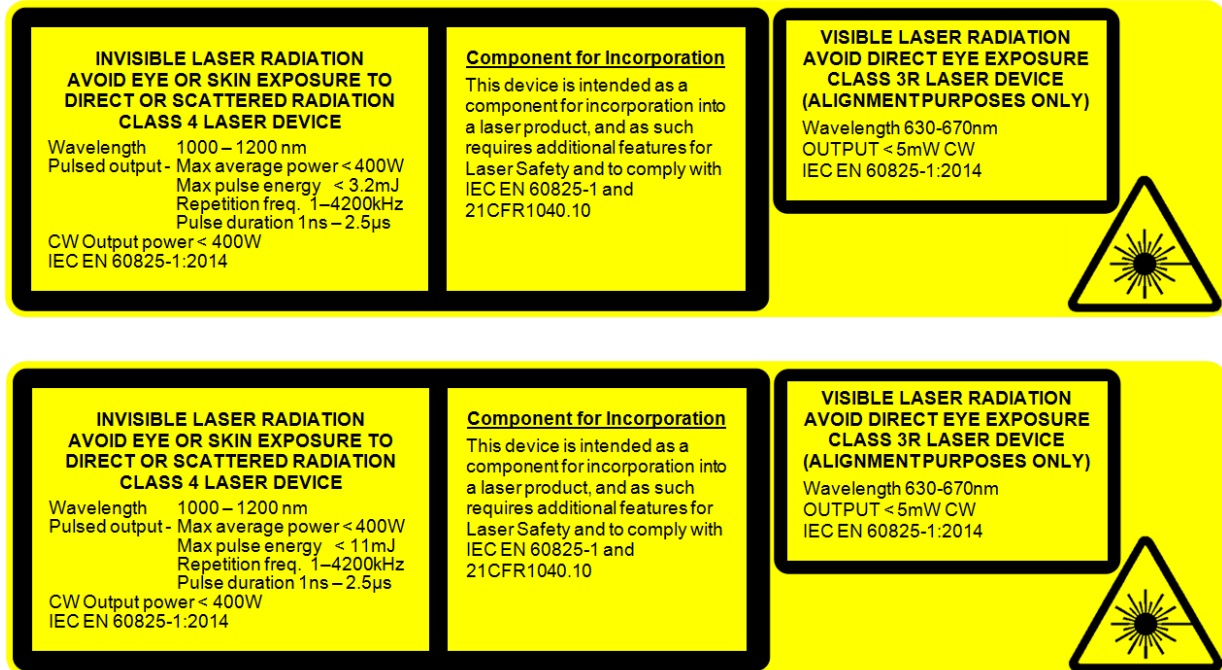 INVISIBLE LASER RADIATION
AVOID EYE OR SKIN EXPOSURE TO
DIRECT OR SCATTERED RADIATION
CLASS 4 LASER DEVICE
Wavelength 1000 – 1200 nm
Pulsed output - Max average power < 400W
Max pulse energy < 3.2mJ
Repetition freq. 1–4200kHz
Pulse duration 1ns – 2.5µs
CW Output power < 400W
IEC EN 60825-1:2014
Component for Incorporation
This device is intended as a
component for incorporation into
a laser product, and as such
requires additional features for
Laser Safety and to comply with
IEC EN 60825-1 and
21CFR1040.10
VISIBLE LASER RADIATION
AVOID DIRECT EYE EXPOSURE
CLASS 3R LASER DEVICE
(ALIGNMENT PURPOSES ONLY)
Wavelength 630-670nm
OUTPUT < 5mW CW
IEC EN 60825-1:2014
INVISIBLE LASER RADIATION
AVOID EYE OR SKIN EXPOSURE TO
DIRECT OR SCATTERED RADIATION
CLASS 4 LASER DEVICE
Wavelength 1000 – 1200 nm
Pulsed output - Max average power < 400W
Max pulse energy < 11mJ
Repetition freq. 1–4200kHz
Pulse duration 1ns – 2.5µs
CW Output power < 400W
IEC EN 60825-1:2014
Component for Incorporation
This device is intended as a
component for incorporation into
a laser product, and as such
requires additional features for
Laser Safety and to comply with
IEC EN 60825-1 and
21CFR1040.10
VISIBLE LASER RADIATION
AVOID DIRECT EYE EXPOSURE
CLASS 3R LASER DEVICE
(ALIGNMENT PURPOSES ONLY)
Wavelength 630-670nm
OUTPUT < 5mW CW
IEC EN 60825-1:2014